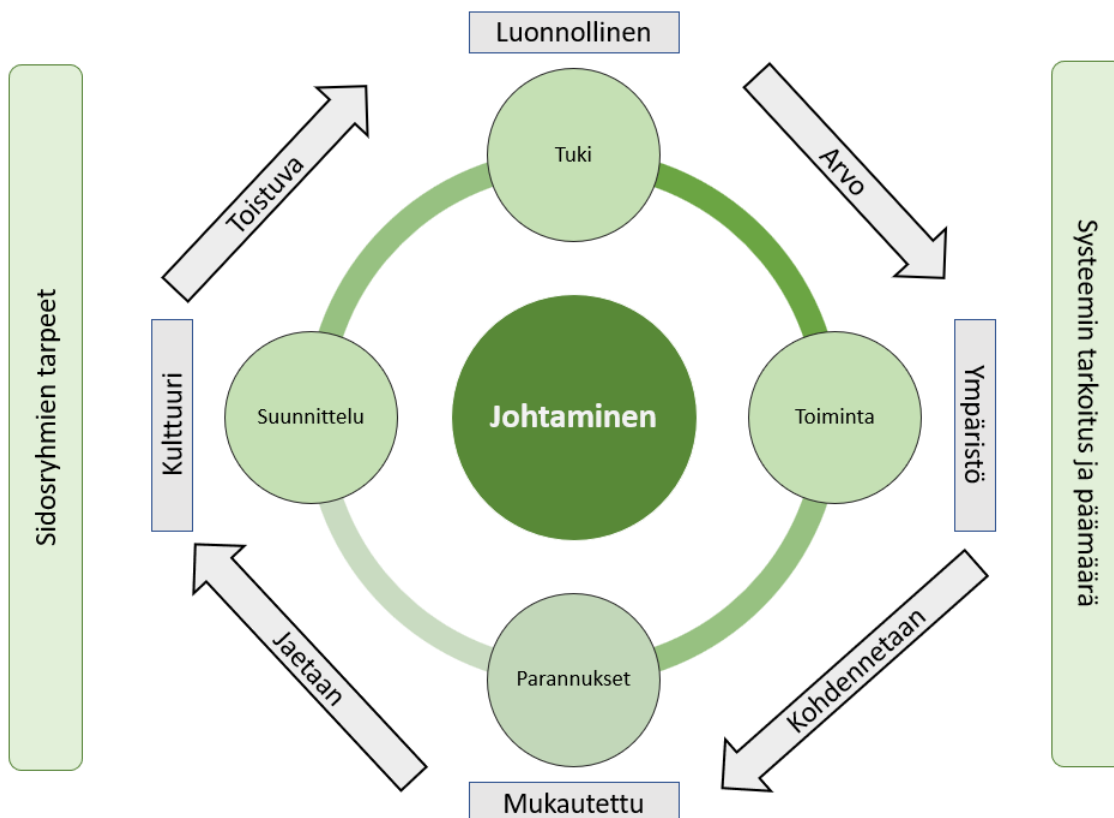 Luonnollinen
Tuki
Toistuva
Arvo
Sidosryhmien tarpeet
Kulttuuri
Suunnittelu
Johtaminen
Toiminta
Ympäristö
Systeemin tarkoitus ja päämäärä
Jaetaan
Parannukset
Kohdennetaan
Mukautettu